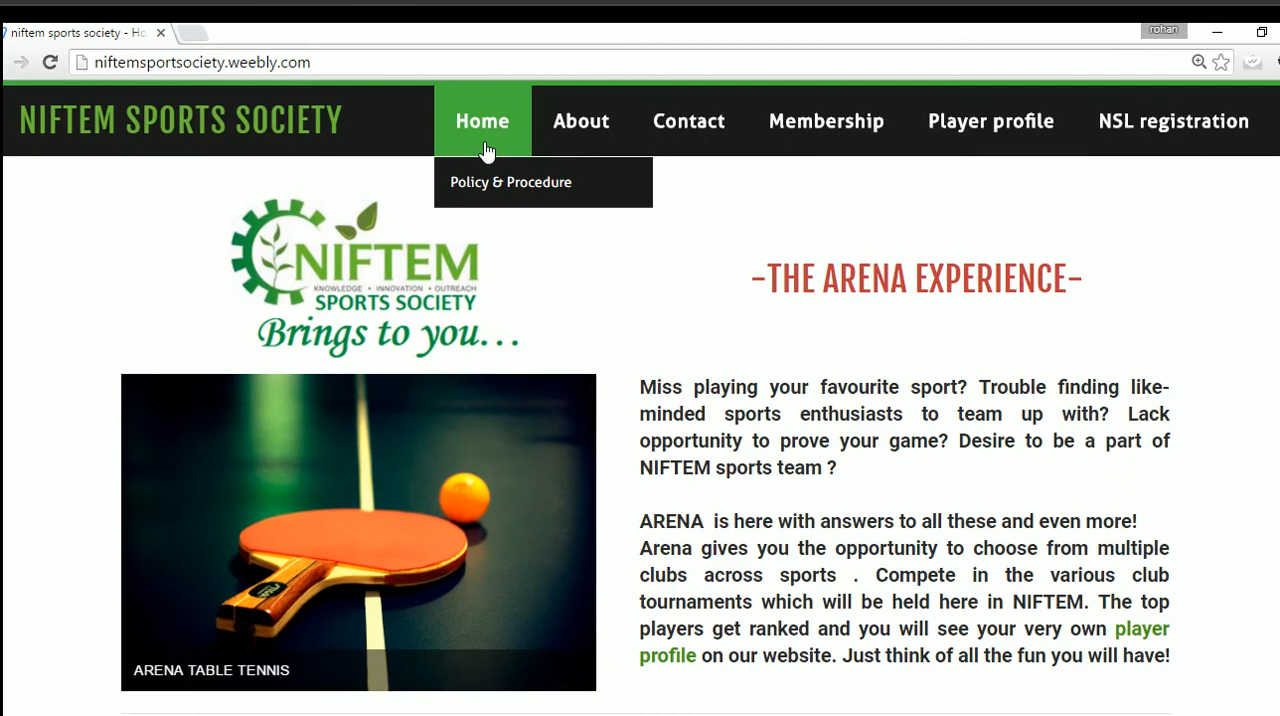 niftem sports society - Ho
rohan
niftemsportsociety.weebly.com
NIFTEM SPORTS SOCIETY
Home
About
Contact
Membership
Player profile
NSL registration
Policy & Procedure
NIFTEM
KNOWLEDGE • INNOVATION • OUTREACH
SPORTS SOCIETY
Brings to you...
-THE ARENA EXPERIENCE-
Miss playing your favourite sport? Trouble finding like-
minded sports enthusiasts to team up with? Lack
opportunity to prove your game? Desire to be a part of
NIFTEM sports team ?
ARENA is here with answers to all these and even more!
Arena gives you the opportunity to choose from multiple
clubs across sports . Compete in the various club
tournaments which will be held here in NIFTEM. The top
players get ranked and you will see your very own player
profile on our website. Just think of all the fun you will have!
ARENA TABLE TENNIS